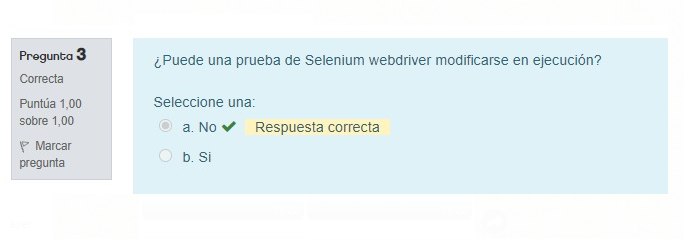 Pregunta 3
Correcta
Puntúa 1,00
sobre 1,00
Marcar
pregunta
¿Puede una prueba de Selenium webdriver modificarse en ejecución?
Seleccione una:
a. No Respuesta correcta
b. Si